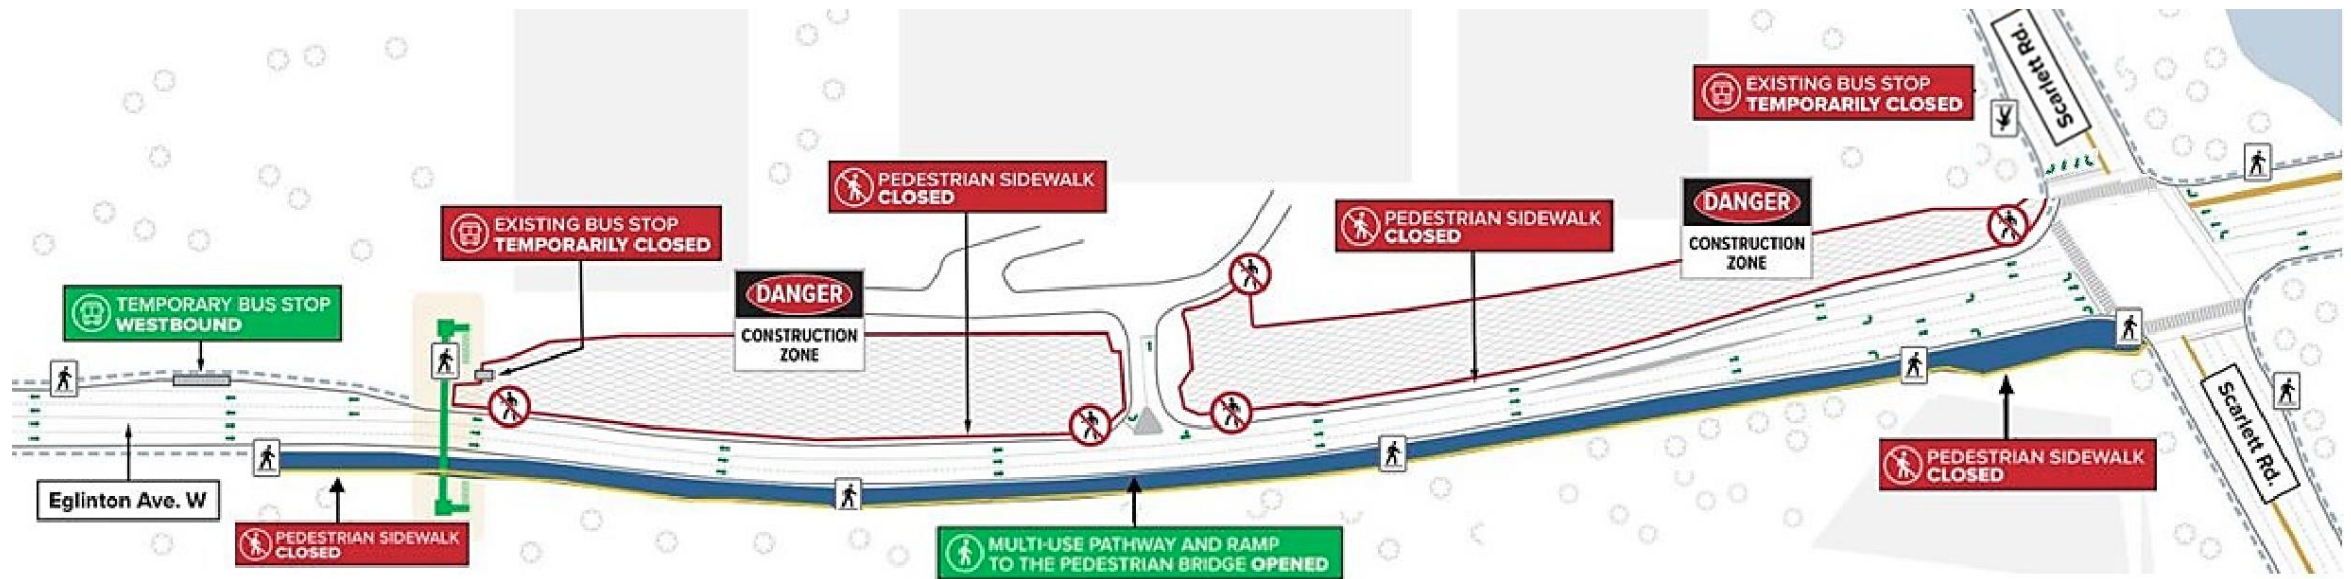 Scarlett Rd.
EXISTING BUS STOP
TEMPORARILY CLOSED
PEDESTRIAN SIDEWALK
CLOSED
DANGER
CONSTRUCTION
ZONE
PEDESTRIAN SIDEWALK
CLOSED
EXISTING BUS STOP
TEMPORARILY CLOSED
DANGER
CONSTRUCTION
ZONE
TEMPORARY BUS STOP
WESTBOUND
Eglinton Ave. W
PEDESTRIAN SIDEWALK
CLOSED
MULTI-USE PATHWAY AND RAMP
TO THE PEDESTRIAN BRIDGE OPENED
PEDESTRIAN SIDEWALK
CLOSED
Scarlett Rd.